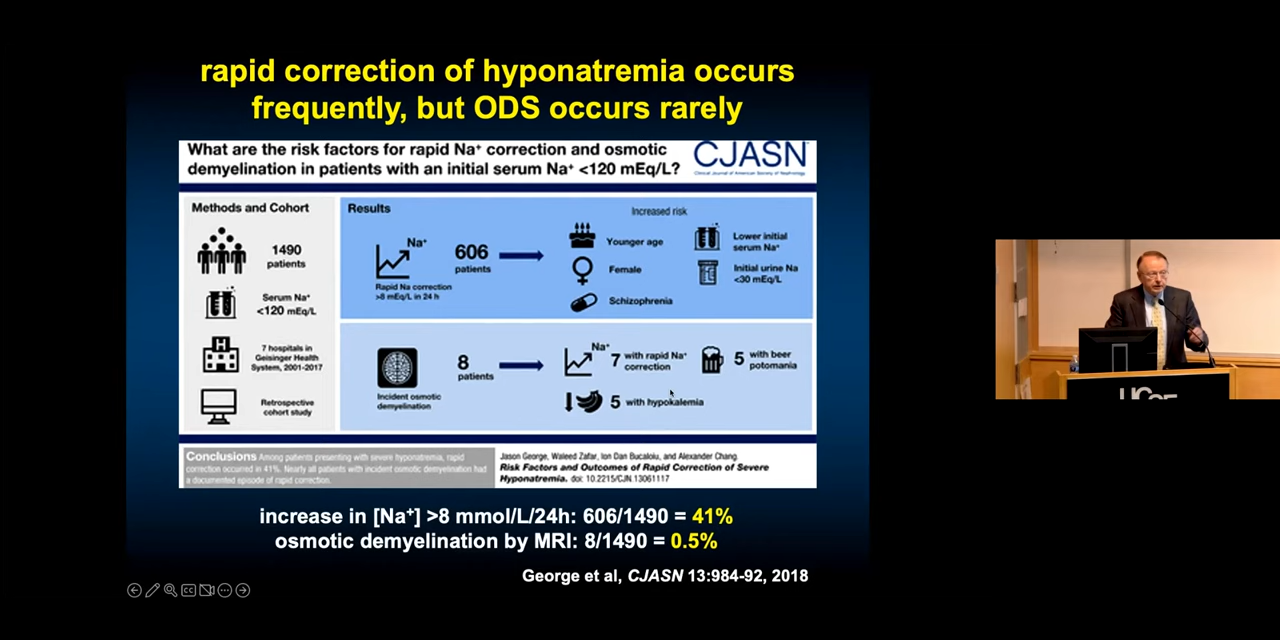 rapid correction of hyponatremia occurs
frequently, but ODS occurs rarely
What are the risk factors for rapid Na⁺ correction and osmotic
demyelination in patients with an initial serum Na⁺ <120 mEq/L?
CJASN
Clinical Journal of American Society of Nephrology
Methods and Cohort
1490
patients
Serum Na⁺
<120 mEq/L
7 hospitals in
Geisinger Health
System, 2001-2017
Retrospective
cohort study
Results
Na⁺
606
patients
Rapid Na correction
>8 mEq/L in 24 h
Increased risk
Younger age
Female
Schizophrenia
Lower initial
serum Na⁺
Initial urine Na
<30 mEq/L
8
patients
Incident osmotic
demyelination
Na⁺
7 with rapid Na⁺
correction
5 with beer
potomania
5 with hypokalemia
Conclusions Among patients presenting with severe hyponatremia, rapid
correction occurred in 41%. Nearly all patients with incident osmotic demyelination had
a documented episode of rapid correction.
Jason George, Waleed Zafar, Ion Dan Bucaloiu, and Alexander Chang.
Risk Factors and Outcomes of Rapid Correction of Severe
Hyponatremia. doi: 10.2215/CJN.13061117
increase in [Na⁺] >8 mmol/L/24h: 606/1490 = 41%
osmotic demyelination by MRI: 8/1490 = 0.5%
George et al, CJASN 13:984-92, 2018
CC
UCSF